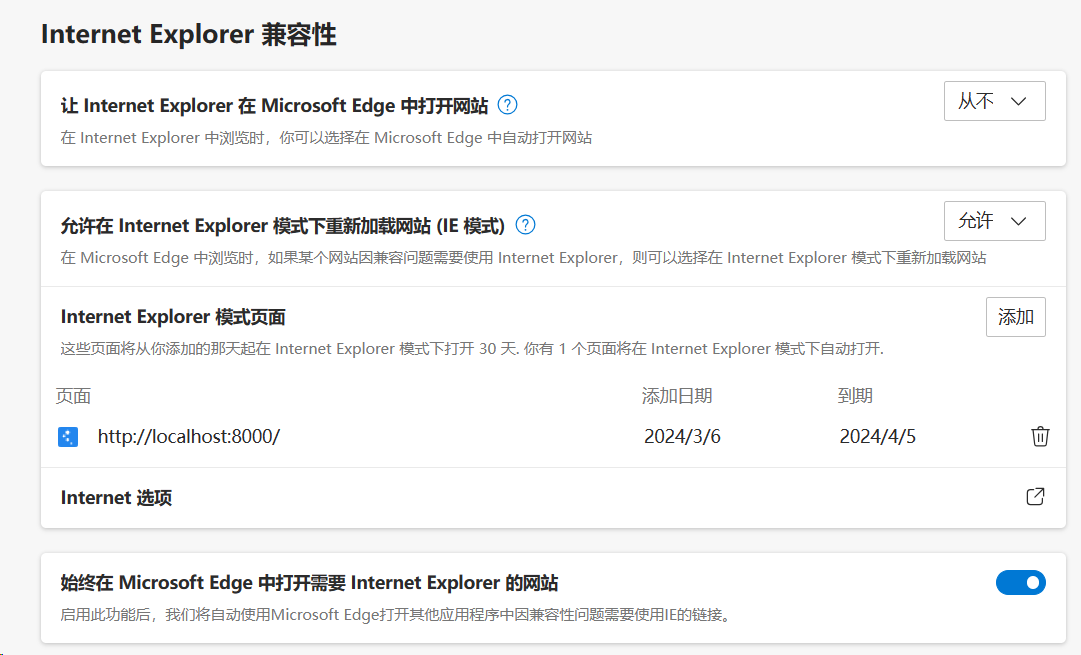 Internet Explorer 兼容性
让 Internet Explorer 在 Microsoft Edge 中打开网站
从不
在 Internet Explorer 中浏览时，你可以选择在 Microsoft Edge 中自动打开网站
允许在 Internet Explorer 模式下重新加载网站 (IE 模式)
允许
在 Microsoft Edge 中浏览时，如果某个网站因兼容问题需要使用 Internet Explorer，则可以选择在 Internet Explorer 模式下重新加载网站
Internet Explorer 模式页面
添加
这些页面将从你添加的那天起在 Internet Explorer 模式下打开 30 天. 你有 1 个页面将在 Internet Explorer 模式下自动打开.
页面 添加日期 到期
http://localhost:8000/ 2024/3/6 2024/4/5
Internet 选项
始终在 Microsoft Edge 中打开需要 Internet Explorer 的网站
启用此功能后，我们将自动使用Microsoft Edge打开其他应用程序中因兼容性问题需要使用IE的链接。